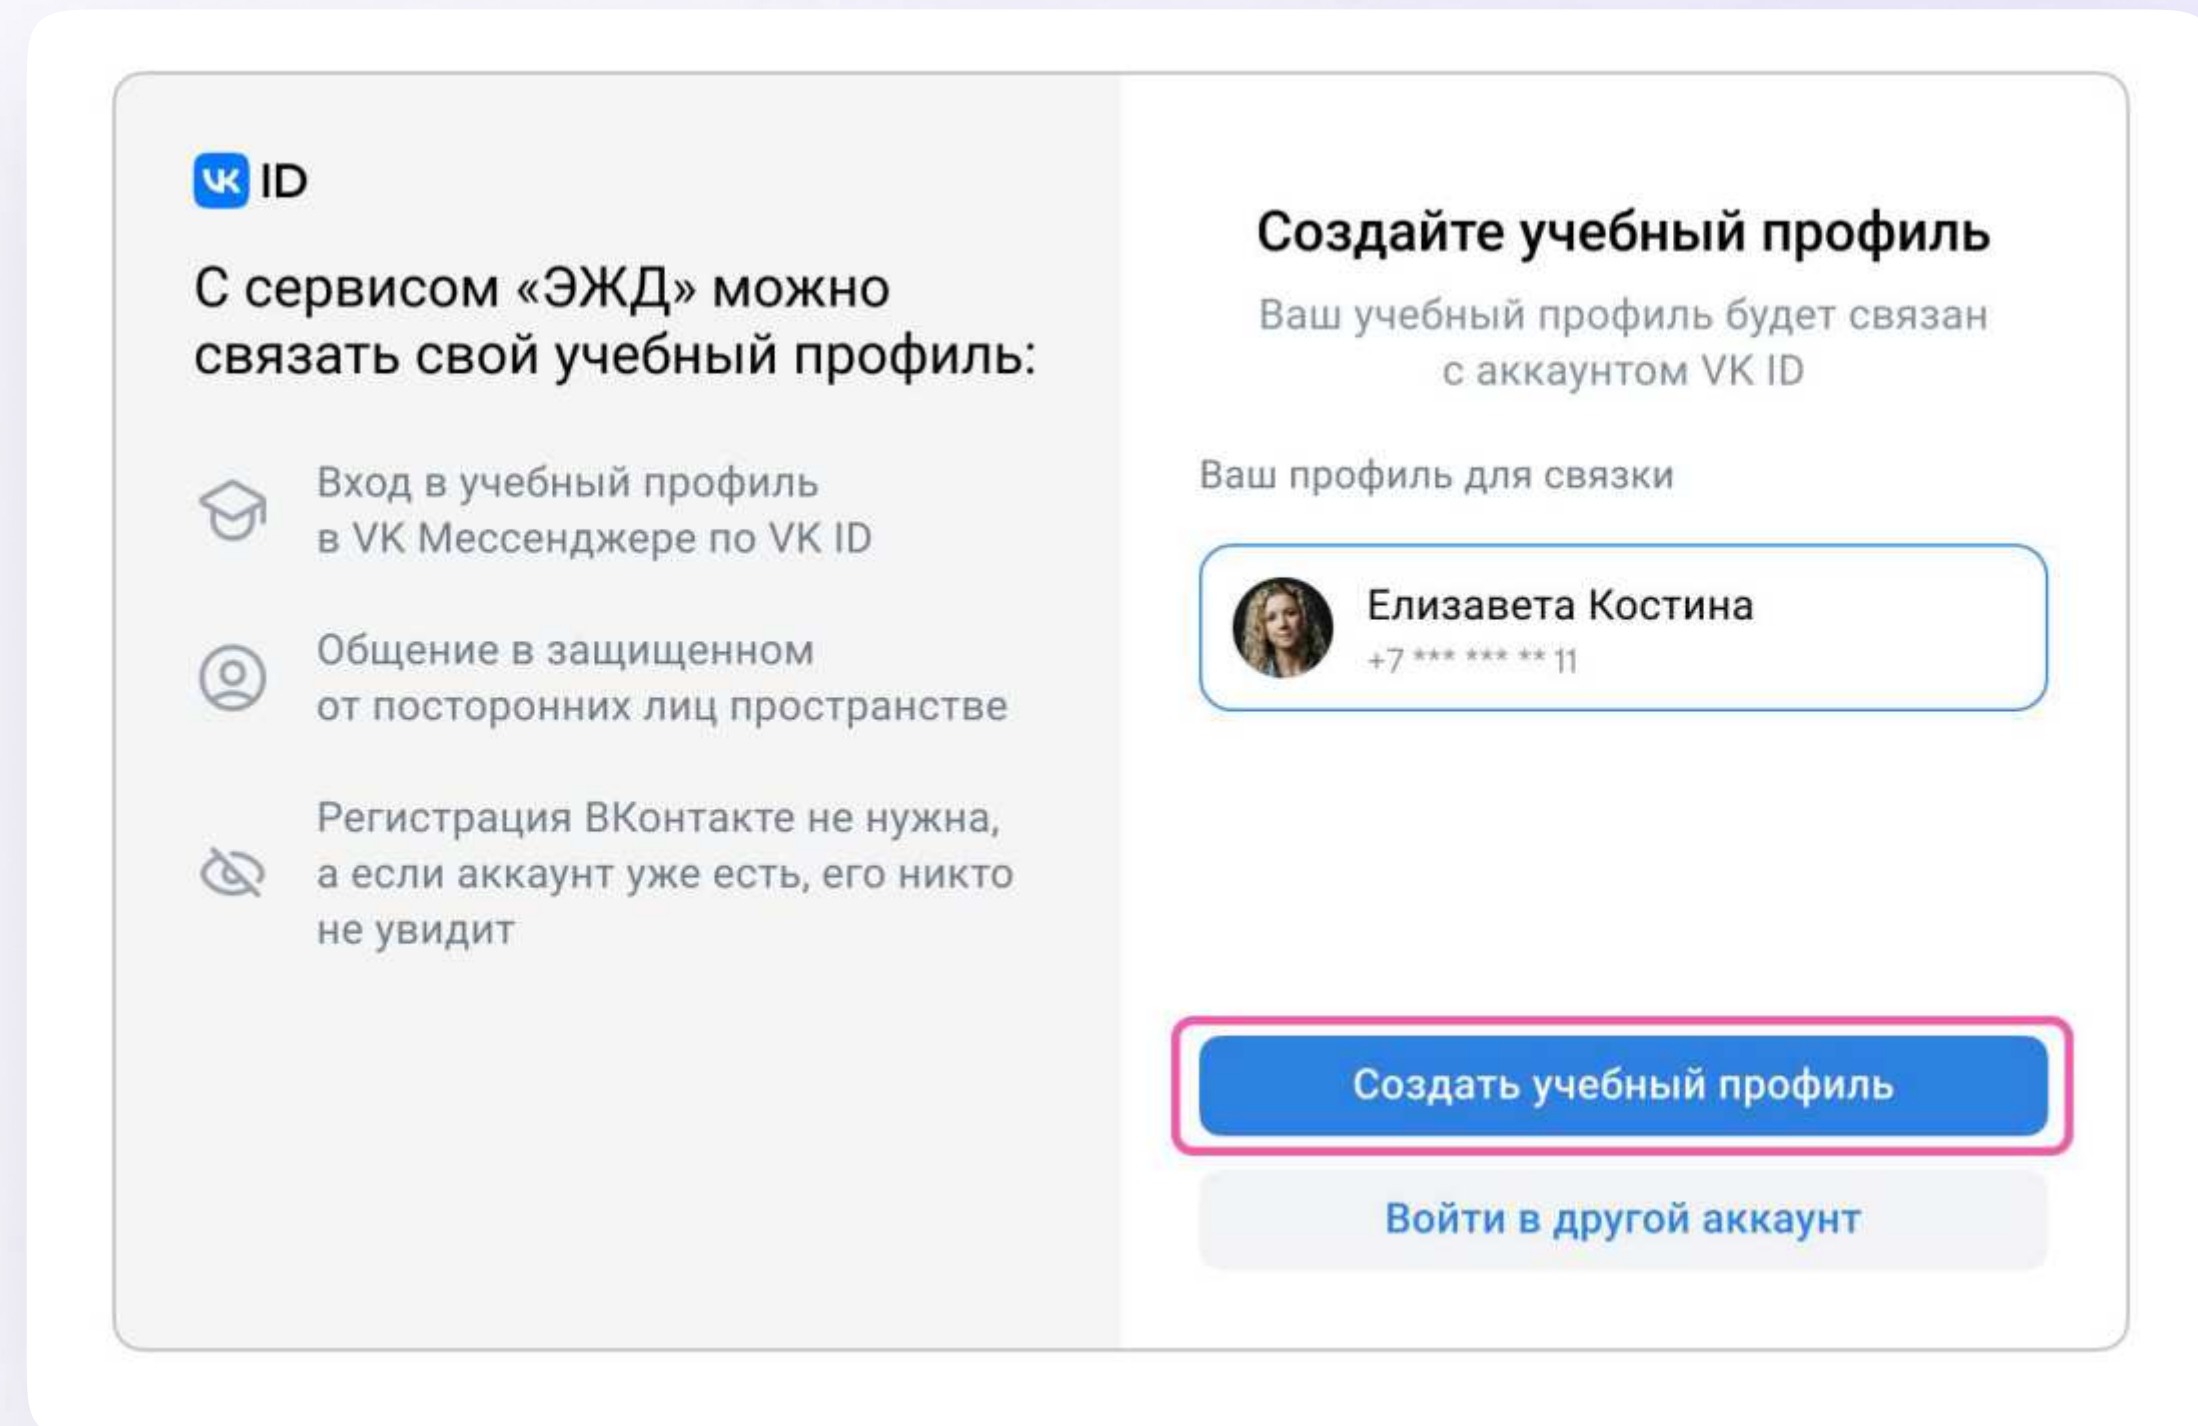 VK ID
С сервисом «ЭЖД» можно
связать свой учебный профиль:
Вход в учебный профиль
в VK Мессенджере по VK ID
Общение в защищенном
от посторонних лиц пространстве
Регистрация ВКонтакте не нужна,
а если аккаунт уже есть, его никто
не увидит
Создайте учебный профиль
Ваш учебный профиль будет связан
с аккаунтом VK ID
Ваш профиль для связки
Елизавета Костина
+7 *** *** ** 11
Создать учебный профиль
Войти в другой аккаунт